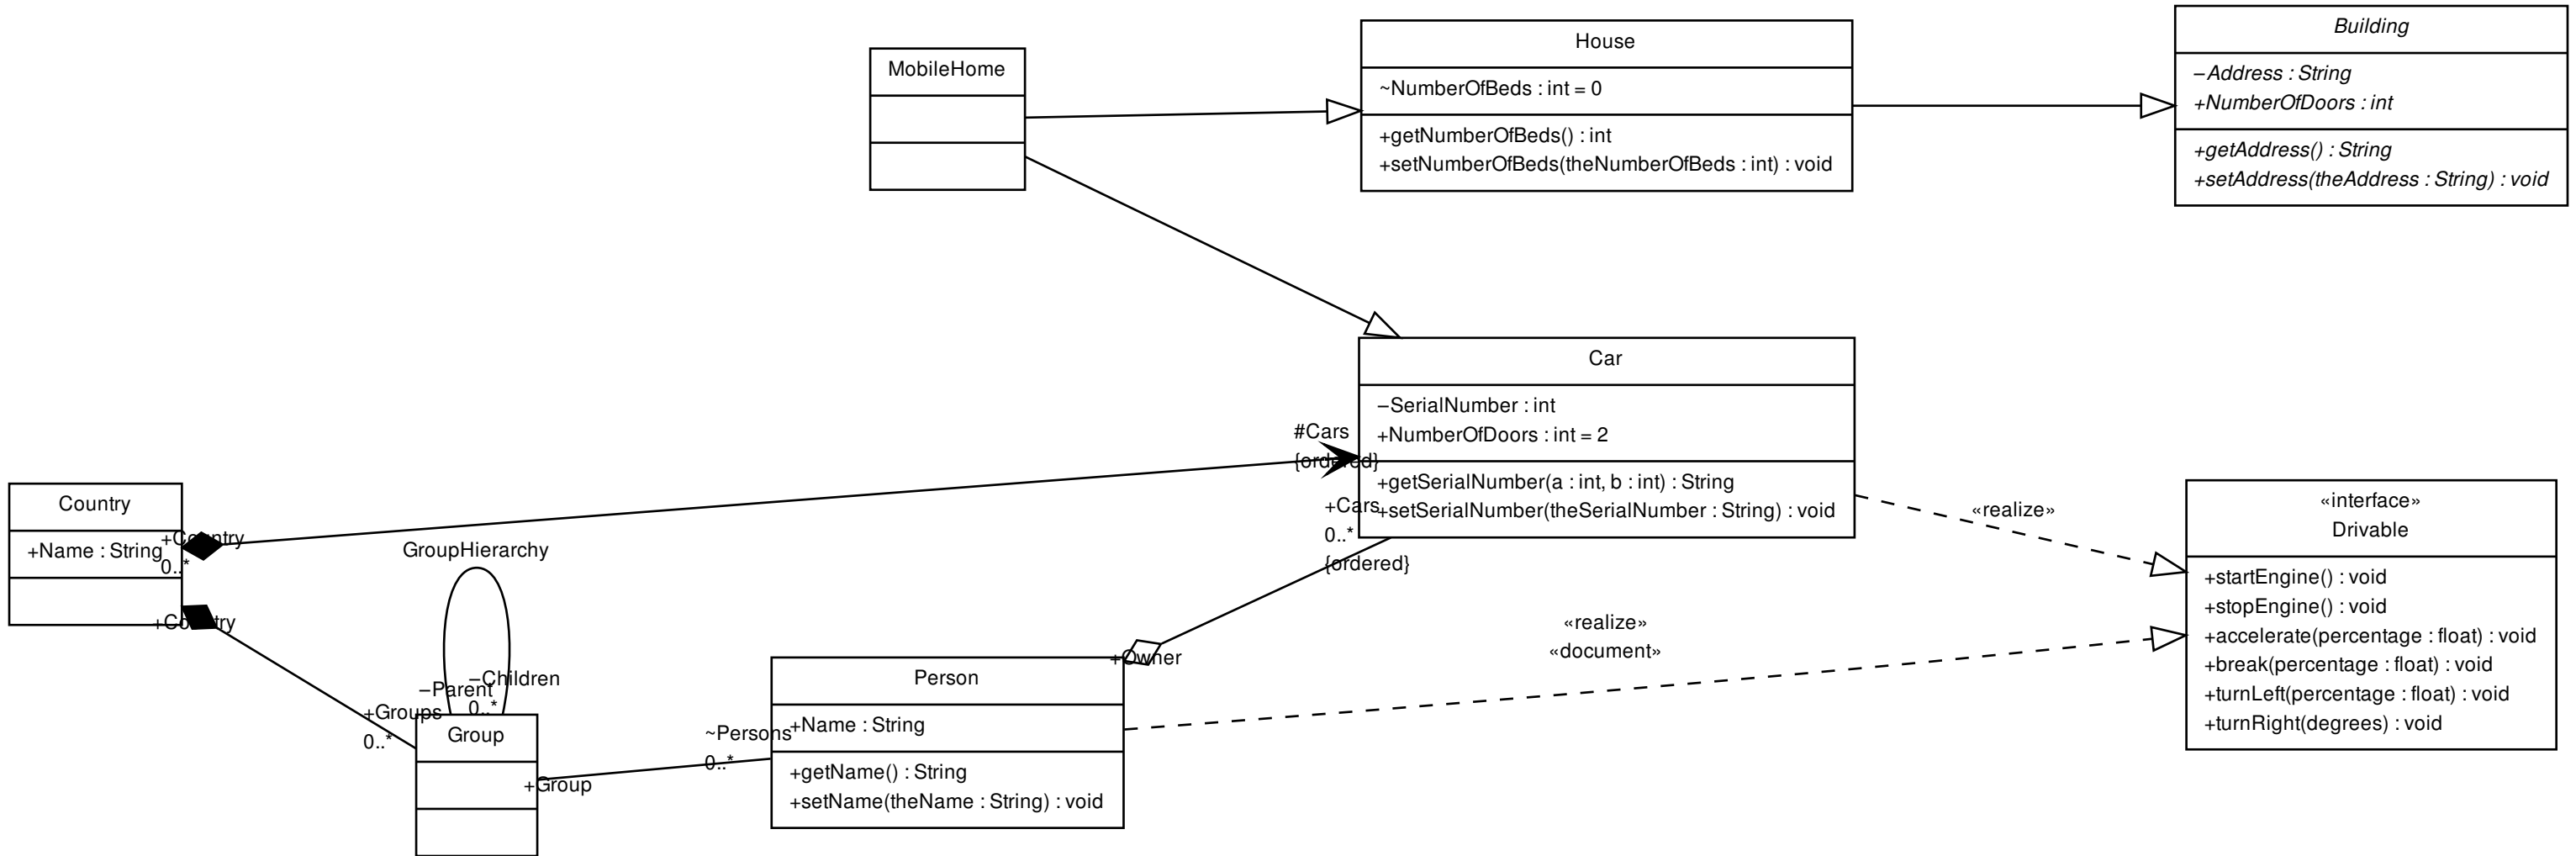 MobileHome
House
~NumberOfBeds : int = 0
+getNumberOfBeds() : int
+setNumberOfBeds(theNumberOfBeds : int) : void
Building
−Address : String
+NumberOfDoors : int
+getAddress() : String
+setAddress(theAddress : String) : void
Car
−SerialNumber : int
+NumberOfDoors : int = 2
+getSerialNumber(a : int, b : int) : String
+setSerialNumber(theSerialNumber : String) : void
#Cars
{ordered}
+Cars
0..*
{ordered}
Country
+Name : String
+Country
0..*
+Country
GroupHierarchy
−Parent
−Children
0..*
+Groups
0..*
Group
+Group
~Persons
0..*
Person
+Name : String
+getName() : String
+setName(theName : String) : void
+Owner
«realize»
«realize»
«document»
«interface»
Drivable
+startEngine() : void
+stopEngine() : void
+accelerate(percentage : float) : void
+break(percentage : float) : void
+turnLeft(percentage : float) : void
+turnRight(degrees) : void